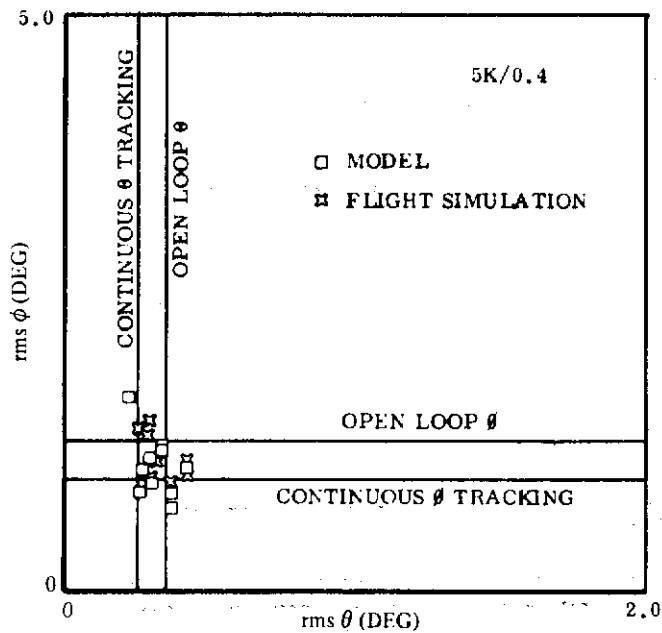 5.0
5K/0.4
CONTINUOUS θ TRACKING
OPEN LOOP θ
MODEL
FLIGHT SIMULATION
rms ϕ (DEG)
OPEN LOOP ø
CONTINUOUS ø TRACKING
0
0
2.0
rms θ (DEG)